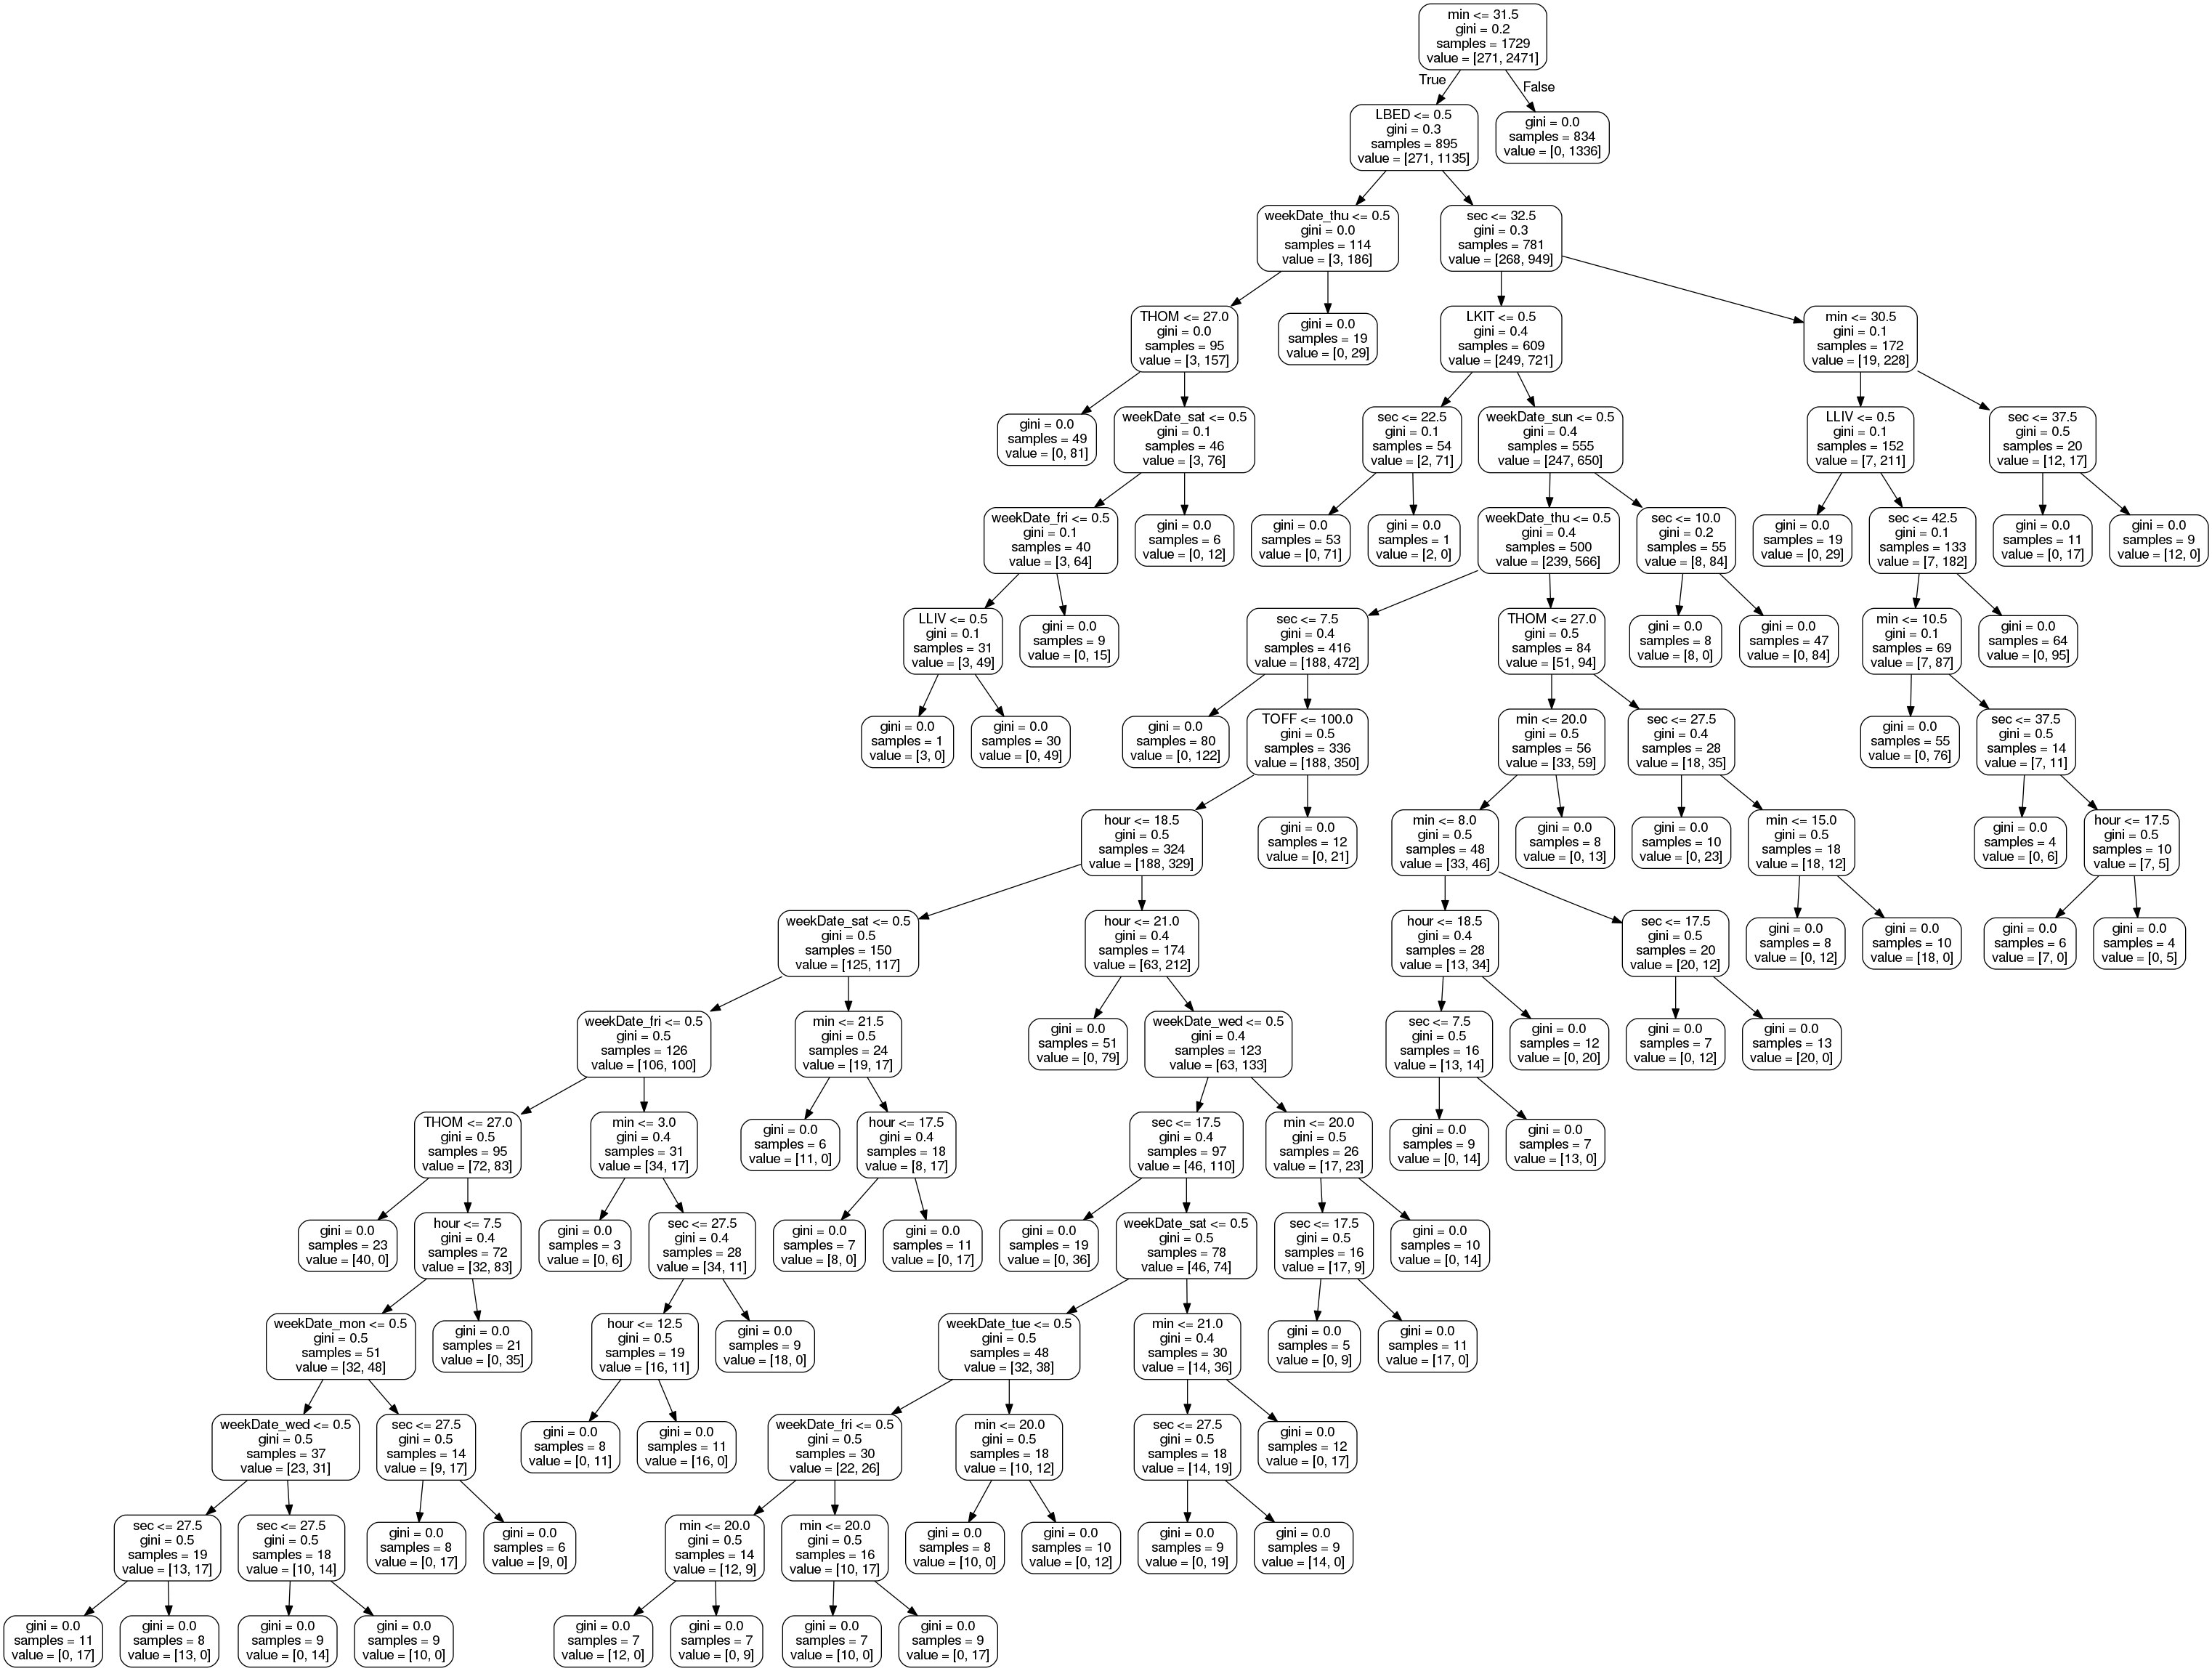 min <= 31.5
gini = 0.2
samples = 1729
value = [271, 2471]
True
False
LBED <= 0.5
gini = 0.3
samples = 895
value = [271, 1135]
gini = 0.0
samples = 834
value = [0, 1336]
weekDate_thu <= 0.5
gini = 0.0
samples = 114
value = [3, 186]
sec <= 32.5
gini = 0.3
samples = 781
value = [268, 949]
THOM <= 27.0
gini = 0.0
samples = 95
value = [3, 157]
gini = 0.0
samples = 19
value = [0, 29]
LKIT <= 0.5
gini = 0.4
samples = 609
value = [249, 721]
min <= 30.5
gini = 0.1
samples = 172
value = [19, 228]
gini = 0.0
samples = 49
value = [0, 81]
weekDate_sat <= 0.5
gini = 0.1
samples = 46
value = [3, 76]
sec <= 22.5
gini = 0.1
samples = 54
value = [2, 71]
weekDate_sun <= 0.5
gini = 0.4
samples = 555
value = [247, 650]
LLIV <= 0.5
gini = 0.1
samples = 152
value = [7, 211]
sec <= 37.5
gini = 0.5
samples = 20
value = [12, 17]
weekDate_fri <= 0.5
gini = 0.1
samples = 40
value = [3, 64]
gini = 0.0
samples = 6
value = [0, 12]
gini = 0.0
samples = 53
value = [0, 71]
gini = 0.0
samples = 1
value = [2, 0]
weekDate_thu <= 0.5
gini = 0.4
samples = 500
value = [239, 566]
sec <= 10.0
gini = 0.2
samples = 55
value = [8, 84]
gini = 0.0
samples = 19
value = [0, 29]
sec <= 42.5
gini = 0.1
samples = 133
value = [7, 182]
gini = 0.0
samples = 11
value = [0, 17]
gini = 0.0
samples = 9
value = [12, 0]
LLIV <= 0.5
gini = 0.1
samples = 31
value = [3, 49]
gini = 0.0
samples = 9
value = [0, 15]
sec <= 7.5
gini = 0.4
samples = 416
value = [188, 472]
THOM <= 27.0
gini = 0.5
samples = 84
value = [51, 94]
gini = 0.0
samples = 8
value = [8, 0]
gini = 0.0
samples = 47
value = [0, 84]
min <= 10.5
gini = 0.1
samples = 69
value = [7, 87]
gini = 0.0
samples = 64
value = [0, 95]
gini = 0.0
samples = 1
value = [3, 0]
gini = 0.0
samples = 30
value = [0, 49]
gini = 0.0
samples = 80
value = [0, 122]
TOFF <= 100.0
gini = 0.5
samples = 336
value = [188, 350]
min <= 20.0
gini = 0.5
samples = 56
value = [33, 59]
sec <= 27.5
gini = 0.4
samples = 28
value = [18, 35]
gini = 0.0
samples = 55
value = [0, 76]
sec <= 37.5
gini = 0.5
samples = 14
value = [7, 11]
hour <= 18.5
gini = 0.5
samples = 324
value = [188, 329]
gini = 0.0
samples = 12
value = [0, 21]
min <= 8.0
gini = 0.5
samples = 48
value = [33, 46]
gini = 0.0
samples = 8
value = [0, 13]
gini = 0.0
samples = 10
value = [0, 23]
min <= 15.0
gini = 0.5
samples = 18
value = [18, 12]
gini = 0.0
samples = 4
value = [0, 6]
hour <= 17.5
gini = 0.5
samples = 10
value = [7, 5]
weekDate_sat <= 0.5
gini = 0.5
samples = 150
value = [125, 117]
hour <= 21.0
gini = 0.4
samples = 174
value = [63, 212]
hour <= 18.5
gini = 0.4
samples = 28
value = [13, 34]
sec <= 17.5
gini = 0.5
samples = 20
value = [20, 12]
gini = 0.0
samples = 8
value = [0, 12]
gini = 0.0
samples = 10
value = [18, 0]
gini = 0.0
samples = 6
value = [7, 0]
gini = 0.0
samples = 4
value = [0, 5]
weekDate_fri <= 0.5
gini = 0.5
samples = 126
value = [106, 100]
min <= 21.5
gini = 0.5
samples = 24
value = [19, 17]
gini = 0.0
samples = 51
value = [0, 79]
weekDate_wed <= 0.5
gini = 0.4
samples = 123
value = [63, 133]
sec <= 7.5
gini = 0.5
samples = 16
value = [13, 14]
gini = 0.0
samples = 12
value = [0, 20]
gini = 0.0
samples = 7
value = [0, 12]
gini = 0.0
samples = 13
value = [20, 0]
THOM <= 27.0
gini = 0.5
samples = 95
value = [72, 83]
min <= 3.0
gini = 0.4
samples = 31
value = [34, 17]
gini = 0.0
samples = 6
value = [11, 0]
hour <= 17.5
gini = 0.4
samples = 18
value = [8, 17]
sec <= 17.5
gini = 0.4
samples = 97
value = [46, 110]
min <= 20.0
gini = 0.5
samples = 26
value = [17, 23]
gini = 0.0
samples = 9
value = [0, 14]
gini = 0.0
samples = 7
value = [13, 0]
gini = 0.0
samples = 23
value = [40, 0]
hour <= 7.5
gini = 0.4
samples = 72
value = [32, 83]
gini = 0.0
samples = 3
value = [0, 6]
sec <= 27.5
gini = 0.4
samples = 28
value = [34, 11]
gini = 0.0
samples = 7
value = [8, 0]
gini = 0.0
samples = 11
value = [0, 17]
gini = 0.0
samples = 19
value = [0, 36]
weekDate_sat <= 0.5
gini = 0.5
samples = 78
value = [46, 74]
sec <= 17.5
gini = 0.5
samples = 16
value = [17, 9]
gini = 0.0
samples = 10
value = [0, 14]
weekDate_mon <= 0.5
gini = 0.5
samples = 51
value = [32, 48]
gini = 0.0
samples = 21
value = [0, 35]
hour <= 12.5
gini = 0.5
samples = 19
value = [16, 11]
gini = 0.0
samples = 9
value = [18, 0]
weekDate_tue <= 0.5
gini = 0.5
samples = 48
value = [32, 38]
min <= 21.0
gini = 0.4
samples = 30
value = [14, 36]
gini = 0.0
samples = 5
value = [0, 9]
gini = 0.0
samples = 11
value = [17, 0]
weekDate_wed <= 0.5
gini = 0.5
samples = 37
value = [23, 31]
sec <= 27.5
gini = 0.5
samples = 14
value = [9, 17]
gini = 0.0
samples = 8
value = [0, 11]
gini = 0.0
samples = 11
value = [16, 0]
weekDate_fri <= 0.5
gini = 0.5
samples = 30
value = [22, 26]
min <= 20.0
gini = 0.5
samples = 18
value = [10, 12]
sec <= 27.5
gini = 0.5
samples = 18
value = [14, 19]
gini = 0.0
samples = 12
value = [0, 17]
sec <= 27.5
gini = 0.5
samples = 19
value = [13, 17]
sec <= 27.5
gini = 0.5
samples = 18
value = [10, 14]
gini = 0.0
samples = 8
value = [0, 17]
gini = 0.0
samples = 6
value = [9, 0]
min <= 20.0
gini = 0.5
samples = 14
value = [12, 9]
min <= 20.0
gini = 0.5
samples = 16
value = [10, 17]
gini = 0.0
samples = 8
value = [10, 0]
gini = 0.0
samples = 10
value = [0, 12]
gini = 0.0
samples = 9
value = [0, 19]
gini = 0.0
samples = 9
value = [14, 0]
gini = 0.0
samples = 11
value = [0, 17]
gini = 0.0
samples = 8
value = [13, 0]
gini = 0.0
samples = 9
value = [0, 14]
gini = 0.0
samples = 9
value = [10, 0]
gini = 0.0
samples = 7
value = [12, 0]
gini = 0.0
samples = 7
value = [0, 9]
gini = 0.0
samples = 7
value = [10, 0]
gini = 0.0
samples = 9
value = [0, 17]